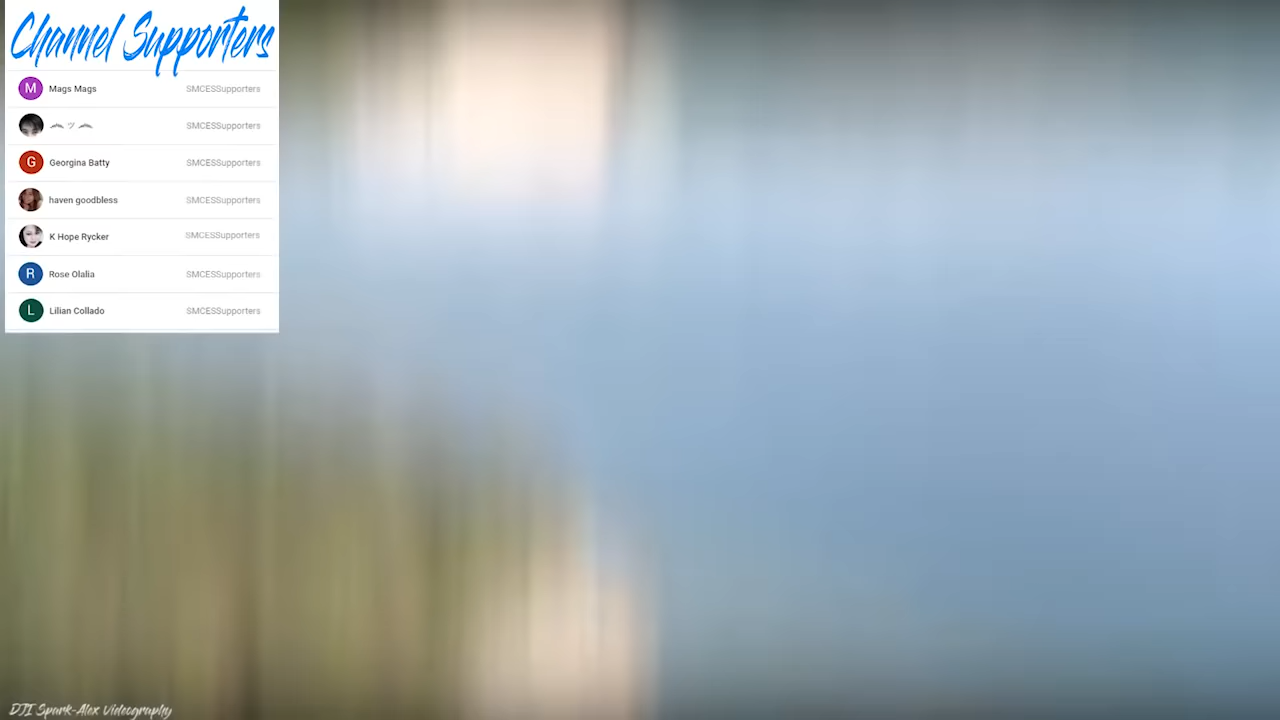 Channel Supporters
Mags Mags SMCESSupporters
෴ ッ ෴ SMCESSupporters
Georgina Batty SMCESSupporters
haven goodbless SMCESSupporters
K Hope Rycker SMCESSupporters
Rose Olalia SMCESSupporters
Lilian Collado SMCESSupporters
DJI Spark-Alex Videography